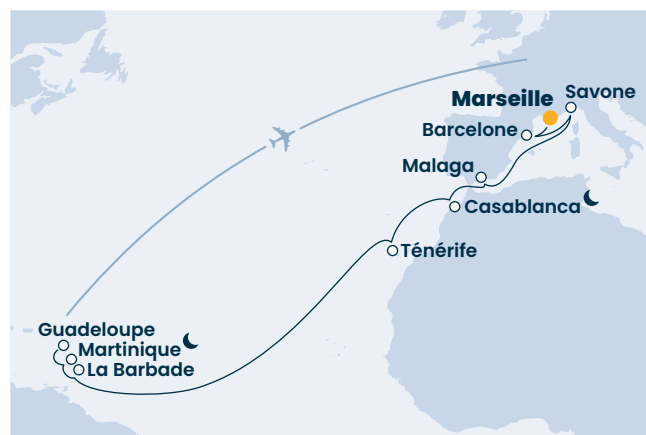 Savone
Marseille
Barcelone
Malaga
Casablanca
Ténérife
Guadeloupe
Martinique
La Barbade